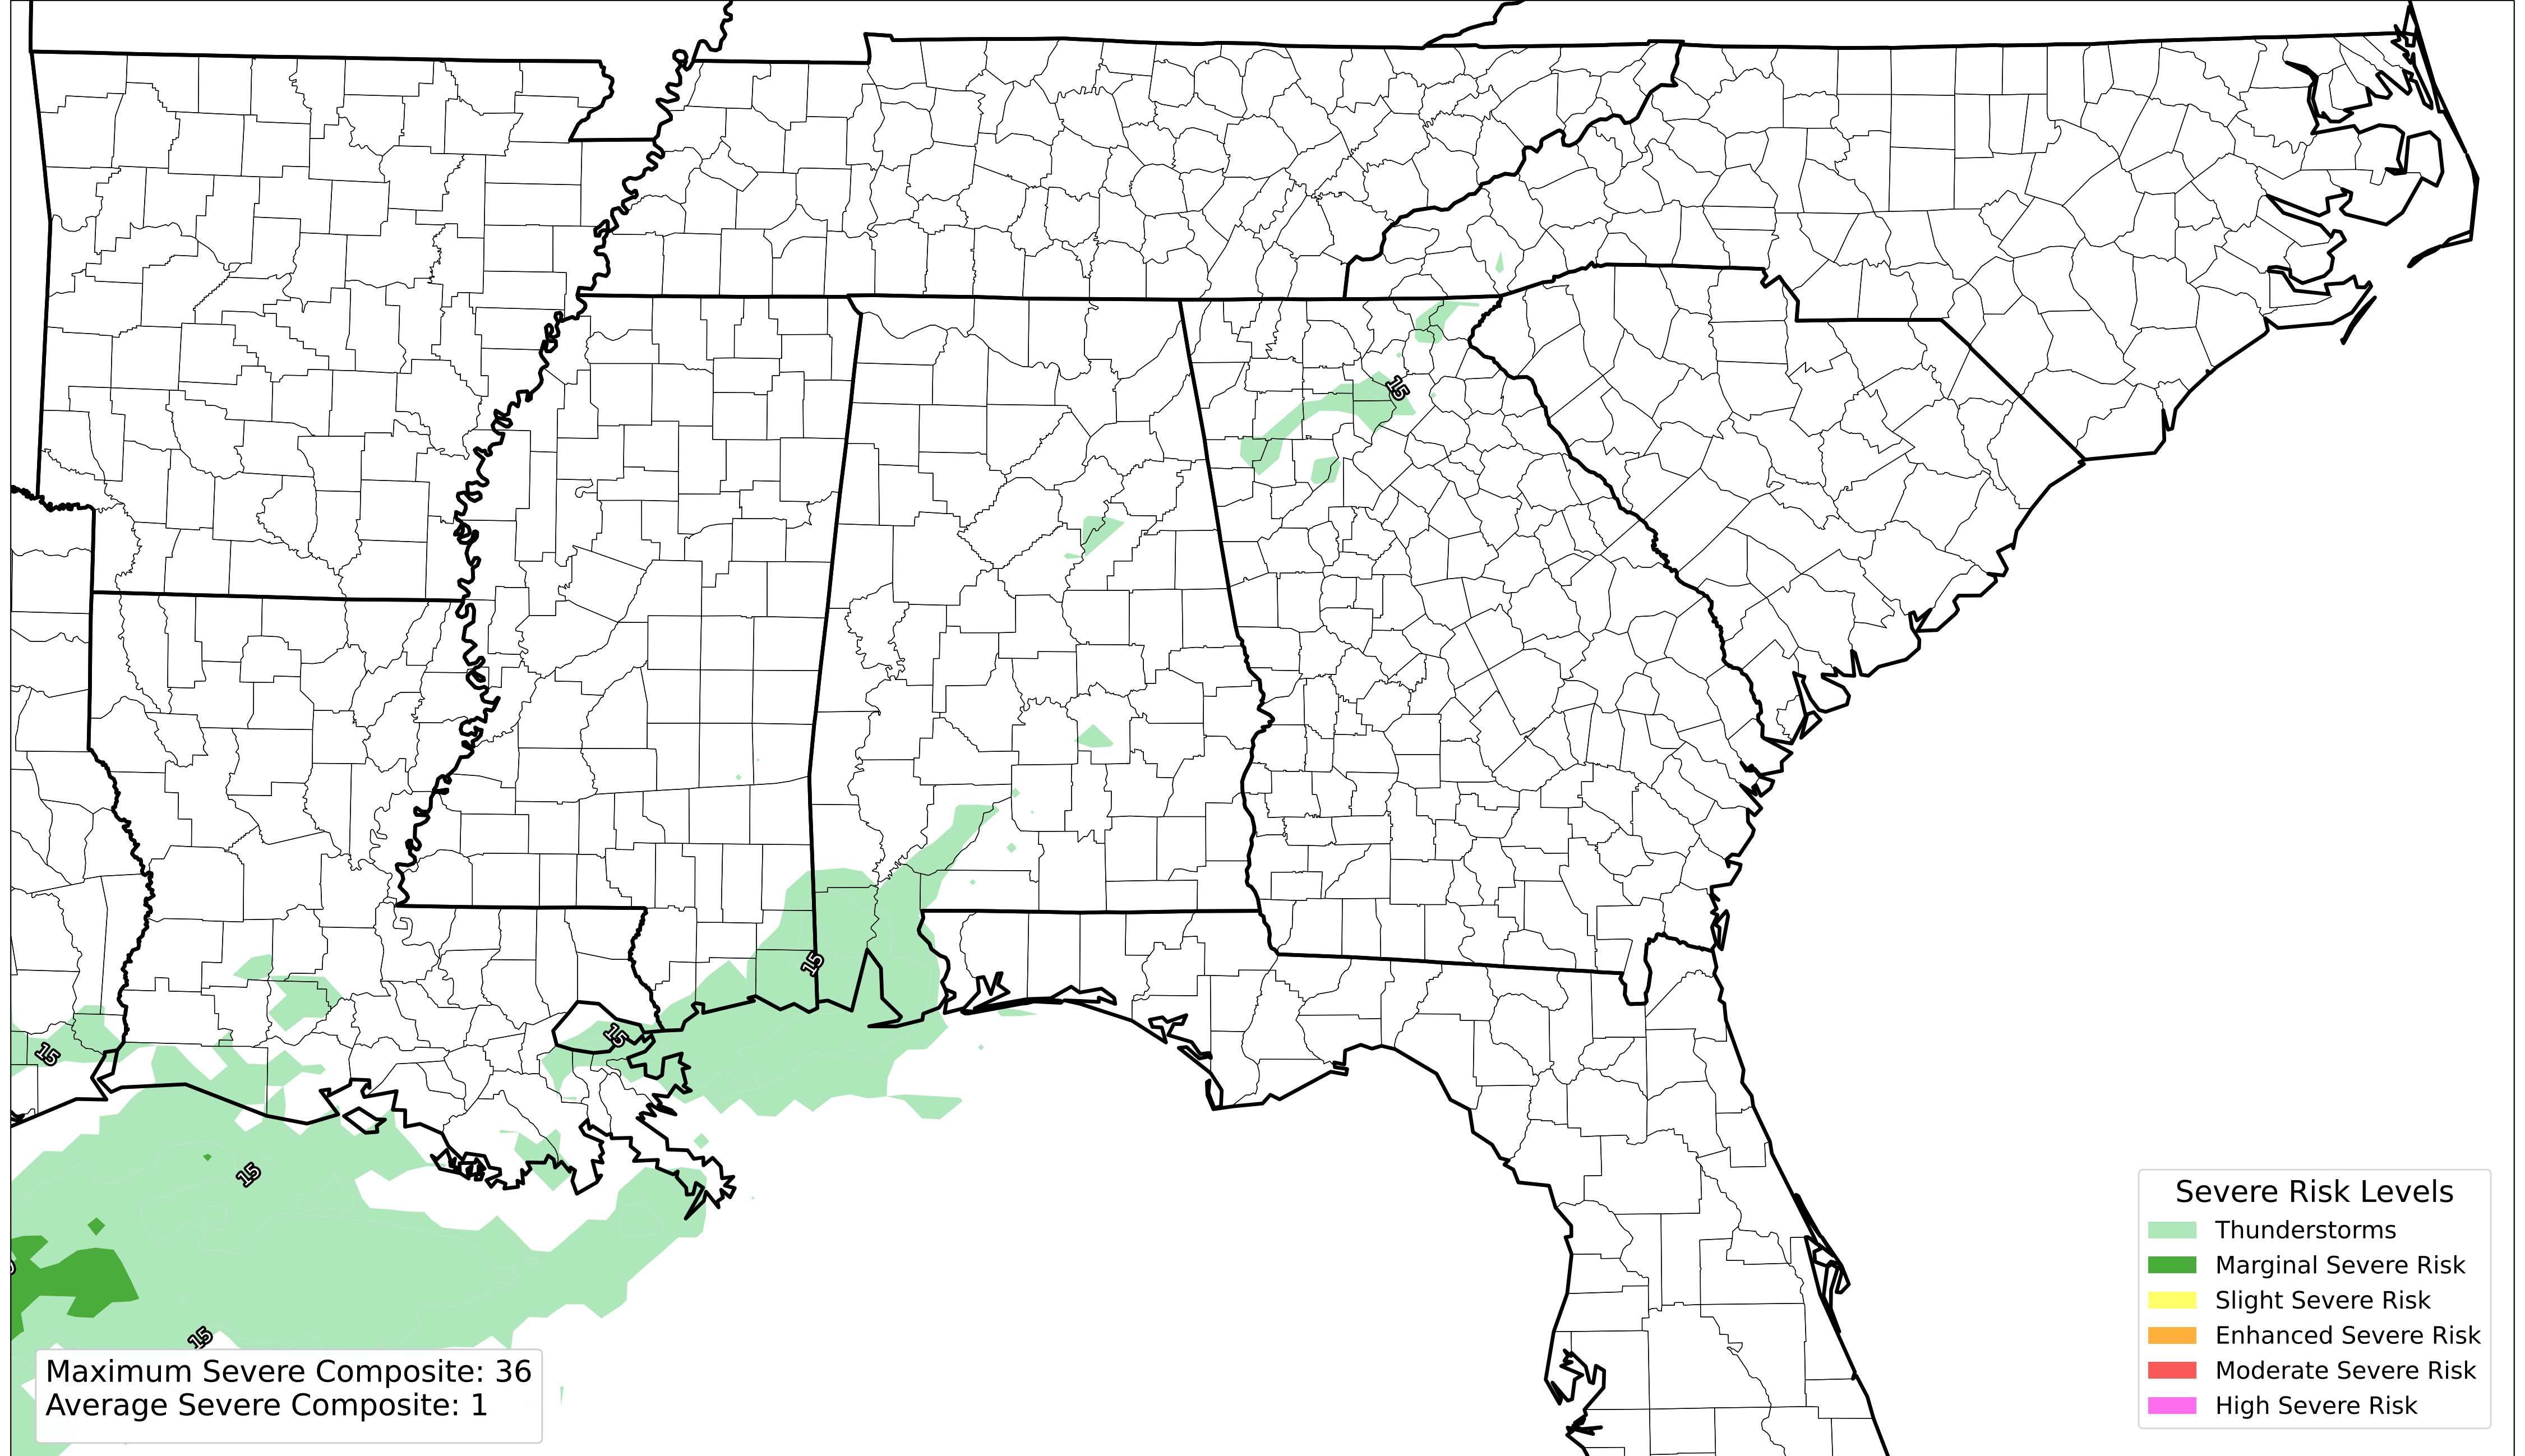 15
15
15
15
15
15
Maximum Severe Composite: 36
Average Severe Composite: 1
Severe Risk Levels
Thunderstorms
Marginal Severe Risk
Slight Severe Risk
Enhanced Severe Risk
Moderate Severe Risk
High Severe Risk